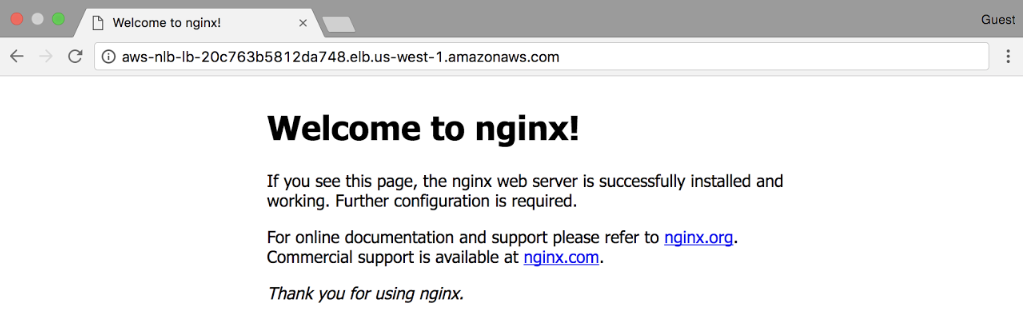 Welcome to nginx!
Guest
aws-nlb-lb-20c763b5812da748.elb.us-west-1.amazonaws.com
Welcome to nginx!
If you see this page, the nginx web server is successfully installed and
working. Further configuration is required.
For online documentation and support please refer to nginx.org.
Commercial support is available at nginx.com.
Thank you for using nginx.